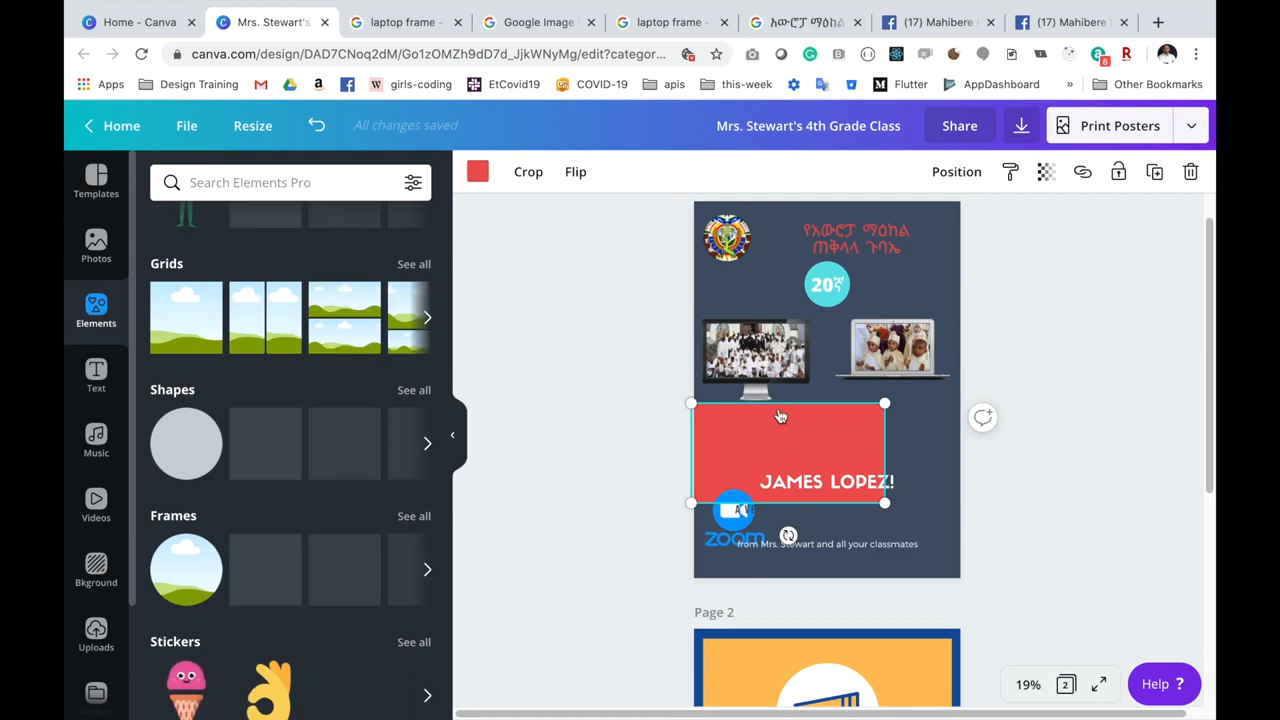 Home - Canva
Mrs. Stewart's
laptop frame -
Google Image
laptop frame -
አውሮፓ ማዕከል
(17) Mahibere
(17) Mahibere
canva.com/design/DAD7CNoq2dM/Go1zOMZh9dD7d_JjkWNyMg/edit?categor...
6
Apps
Design Training
girls-coding
EtCovid19
COVID-19
apis
this-week
Flutter
AppDashboard
»
Other Bookmarks
Home
File
Resize
All changes saved
Mrs. Stewart's 4th Grade Class
Share
Print Posters
Templates
Photos
Elements
Text
Music
Videos
Bkground
Uploads
Folders
Search Elements Pro
Grids
See all
Shapes
See all
Frames
See all
Stickers
See all
Crop
Flip
Position
የአውሮፓ ማዕከል
ጠቅላላ ጉባኤ
20ኛ
JAMES LOPEZ!
A VE
zoom
from Mrs. Stewart and all your classmates
Page 2
19%
2
Help ?